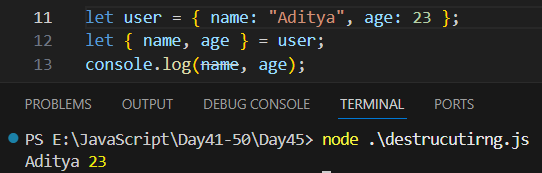 11 let user = { name: "Aditya", age: 23 };
12 let { name, age } = user;
13 console.log(name, age);
PROBLEMS OUTPUT DEBUG CONSOLE TERMINAL PORTS
PS E:\JavaScript\Day41-50\Day45> node .\destrucutirng.js
Aditya 23